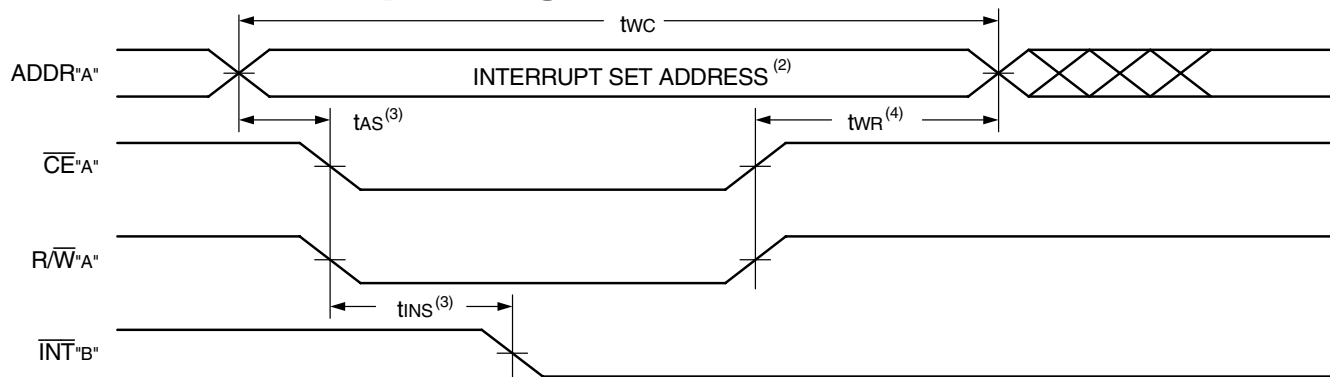 tWC
ADDR"A"
INTERRUPT SET ADDRESS (2)
tAS(3)
tWR(4)
CE"A"
R/W"A"
tINS(3)
INT"B"